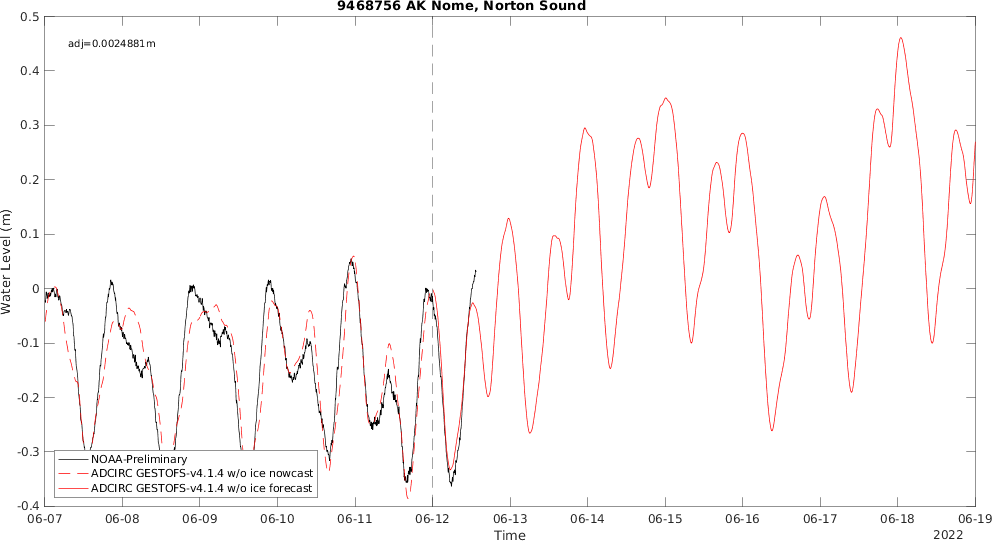 9468756 AK Nome, Norton Sound
adj=0.0024881m
0.5
0.4
0.3
0.2
0.1
0
-0.1
-0.2
-0.3
-0.4
Water Level (m)
NOAA-Preliminary
ADCIRC GESTOFS-v4.1.4 w/o ice nowcast
ADCIRC GESTOFS-v4.1.4 w/o ice forecast
06-07 06-08 06-09 06-10 06-11 06-12 06-13 06-14 06-15 06-16 06-17 06-18 06-19
Time
2022